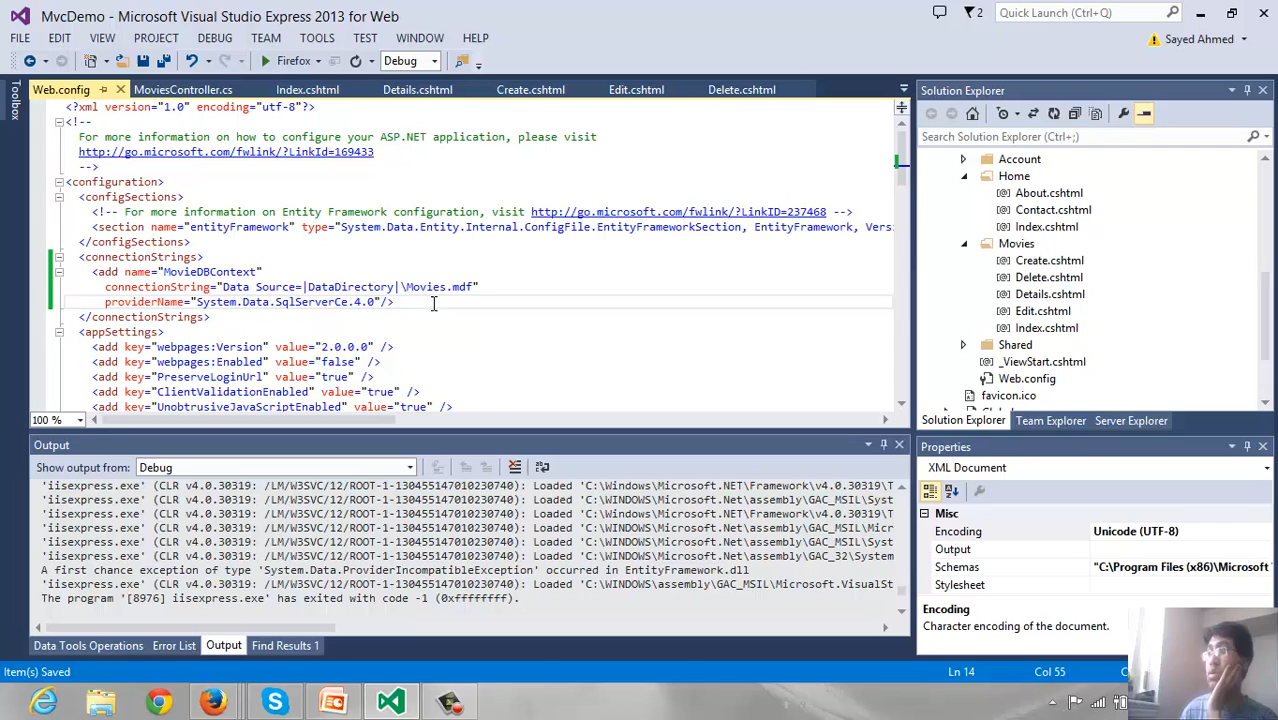 MvcDemo - Microsoft Visual Studio Express 2013 for Web
2
Quick Launch (Ctrl+Q)
FILE EDIT VIEW PROJECT DEBUG TEAM TOOLS TEST WINDOW HELP
Sayed Ahmed
Firefox
Debug
Toolbox
Web.config
MoviesController.cs
Index.cshtml
Details.cshtml
Create.cshtml
Edit.cshtml
Delete.cshtml
<?xml version="1.0" encoding="utf-8"?>
<!--
For more information on how to configure your ASP.NET application, please visit
http://go.microsoft.com/fwlink/?LinkId=169433
-->
<configuration>
<configSections>
<!-- For more information on Entity Framework configuration, visit http://go.microsoft.com/fwlink/?LinkID=237468 -->
<section name="entityFramework" type="System.Data.Entity.Internal.ConfigFile.EntityFrameworkSection, EntityFramework, Versi
</configSections>
<connectionStrings>
<add name="MovieDBContext"
connectionString="Data Source=|DataDirectory|\Movies.mdf"
providerName="System.Data.SqlServerCe.4.0"/>
</connectionStrings>
<appSettings>
<add key="webpages:Version" value="2.0.0.0" />
<add key="webpages:Enabled" value="false" />
<add key="PreserveLoginUrl" value="true" />
<add key="ClientValidationEnabled" value="true" />
<add key="UnobtrusiveJavaScriptEnabled" value="true" />
100 %
Output
Show output from: Debug
'iisexpress.exe' (CLR v4.0.30319: /LM/W3SVC/12/ROOT-1-130455147010230740): Loaded 'C:\WINDOWS\Microsoft.NET\Framework\v4.0.30319\T
'iisexpress.exe' (CLR v4.0.30319: /LM/W3SVC/12/ROOT-1-130455147010230740): Loaded 'C:\WINDOWS\Microsoft.Net\assembly\GAC_MSIL\Syst
'iisexpress.exe' (CLR v4.0.30319: /LM/W3SVC/12/ROOT-1-130455147010230740): Loaded 'C:\WINDOWS\Microsoft.NET\Framework\v4.0.30319\T
'iisexpress.exe' (CLR v4.0.30319: /LM/W3SVC/12/ROOT-1-130455147010230740): Loaded 'C:\WINDOWS\Microsoft.Net\assembly\GAC_MSIL\Micr
'iisexpress.exe' (CLR v4.0.30319: /LM/W3SVC/12/ROOT-1-130455147010230740): Loaded 'C:\WINDOWS\Microsoft.Net\assembly\GAC_MSIL\Syst
'iisexpress.exe' (CLR v4.0.30319: /LM/W3SVC/12/ROOT-1-130455147010230740): Loaded 'C:\WINDOWS\Microsoft.Net\assembly\GAC_32\System
A first chance exception of type 'System.Data.ProviderIncompatibleException' occurred in EntityFramework.dll
'iisexpress.exe' (CLR v4.0.30319: /LM/W3SVC/12/ROOT-1-130455147010230740): Loaded 'C:\WINDOWS\assembly\GAC_MSIL\Microsoft.VisualSt
The program '[8976] iisexpress.exe' has exited with code -1 (0xffffffff).
Data Tools Operations
Error List
Output
Find Results 1
Solution Explorer
Search Solution Explorer (Ctrl+;)
Account
Home
About.cshtml
Contact.cshtml
Index.cshtml
Movies
Create.cshtml
Delete.cshtml
Details.cshtml
Edit.cshtml
Index.cshtml
Shared
_ViewStart.cshtml
Web.config
favicon.ico
Solution Explorer
Team Explorer
Server Explorer
Properties
XML Document
Misc
Encoding Unicode (UTF-8)
Output
Schemas "C:\Program Files (x86)\Microsoft
Stylesheet
Encoding
Character encoding of the document.
Item(s) Saved
Ln 14
Col 55